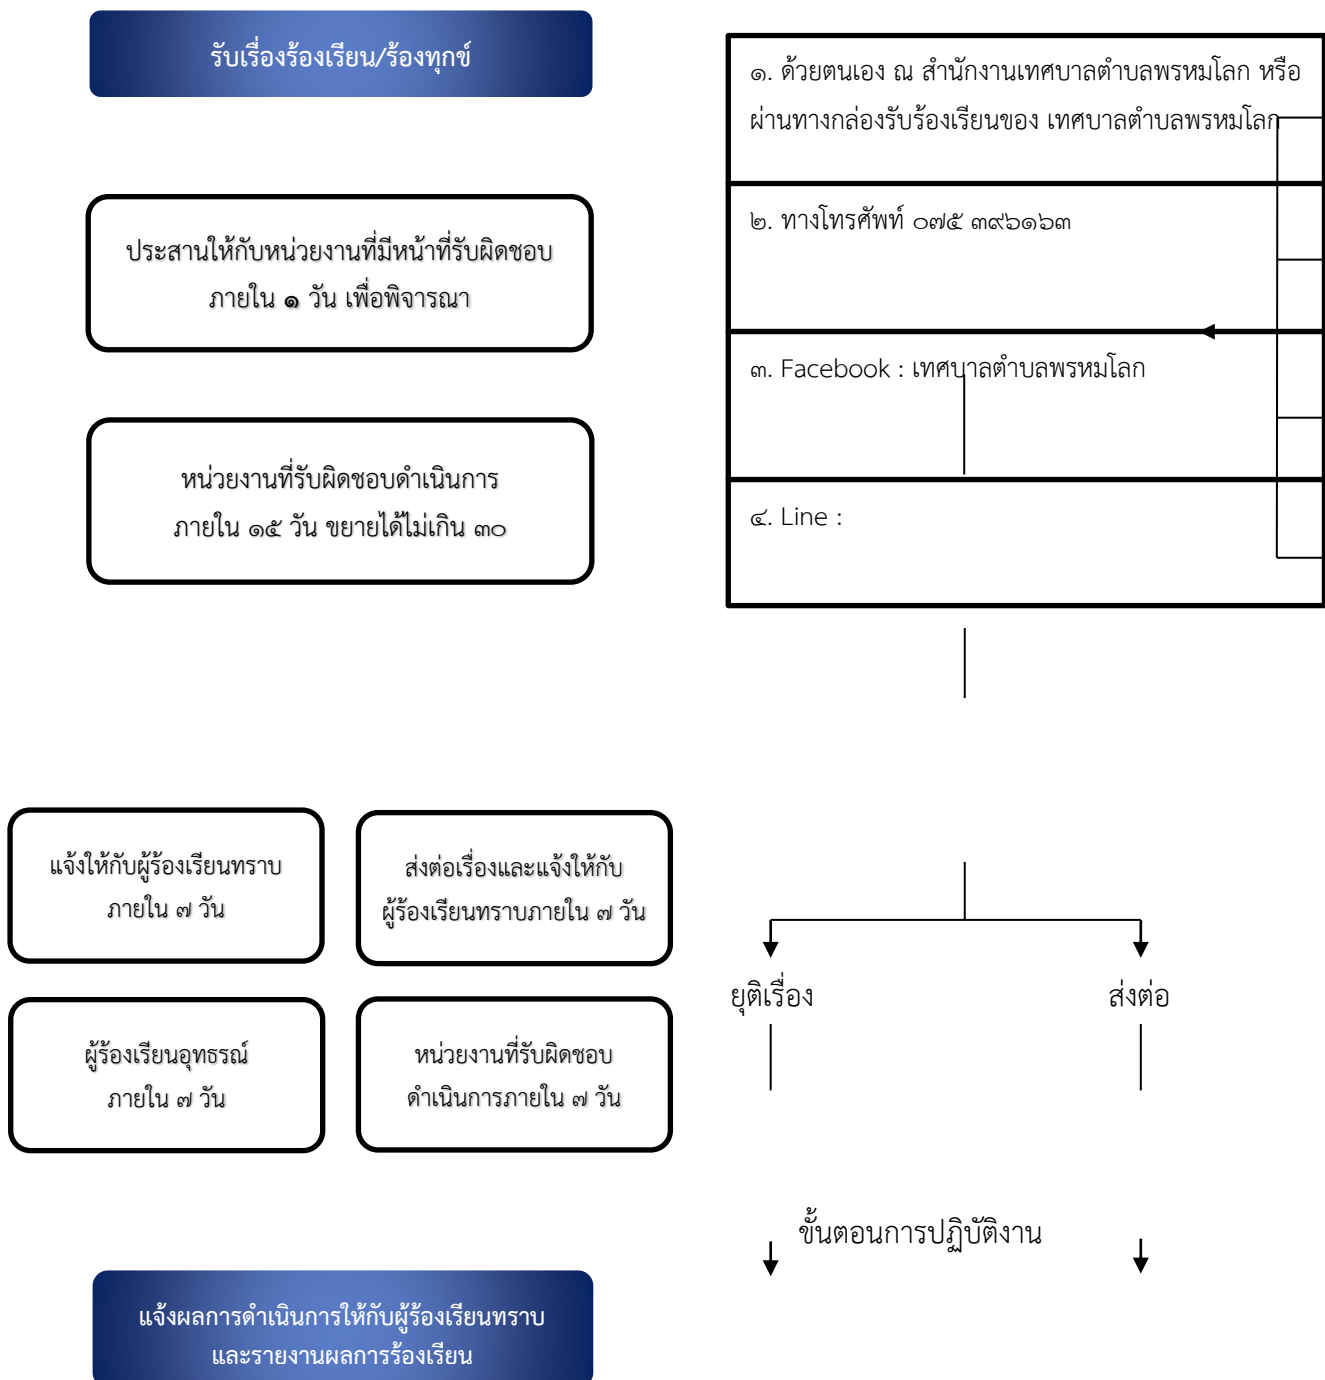 รับเรื่องร้องเรียน/ร้องทุกข์
๑. ด้วยตนเอง ณ สำนักงานเทศบาลตำบลพรหมโลก หรือ
ผ่านทางกล่องรับร้องเรียนของ เทศบาลตำบลพรหมโลก
๒. ทางโทรศัพท์ ๐๗๕ ๓๙๖๑๖๓
๓. Facebook : เทศบาลตำบลพรหมโลก
๔. Line :
ประสานให้กับหน่วยงานที่มีหน้าที่รับผิดชอบ
ภายใน ๑ วัน เพื่อพิจารณา
หน่วยงานที่รับผิดชอบดำเนินการ
ภายใน ๑๕ วัน ขยายได้ไม่เกิน ๓๐
แจ้งให้กับผู้ร้องเรียนทราบ
ภายใน ๗ วัน
ส่งต่อเรื่องและแจ้งให้กับ
ผู้ร้องเรียนทราบภายใน ๗ วัน
ยุติเรื่อง
ส่งต่อ
ผู้ร้องเรียนอุทธรณ์
ภายใน ๗ วัน
หน่วยงานที่รับผิดชอบ
ดำเนินการภายใน ๗ วัน
ขั้นตอนการปฏิบัติงาน
แจ้งผลการดำเนินการให้กับผู้ร้องเรียนทราบ
และรายงานผลการร้องเรียน